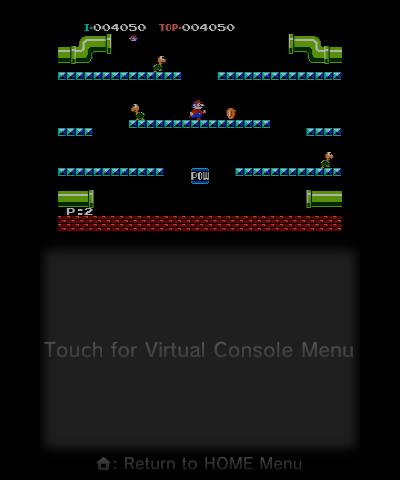 I-004050 TOP-004050
POW
P:2
Touch for Virtual Console Menu
: Return to HOME Menu